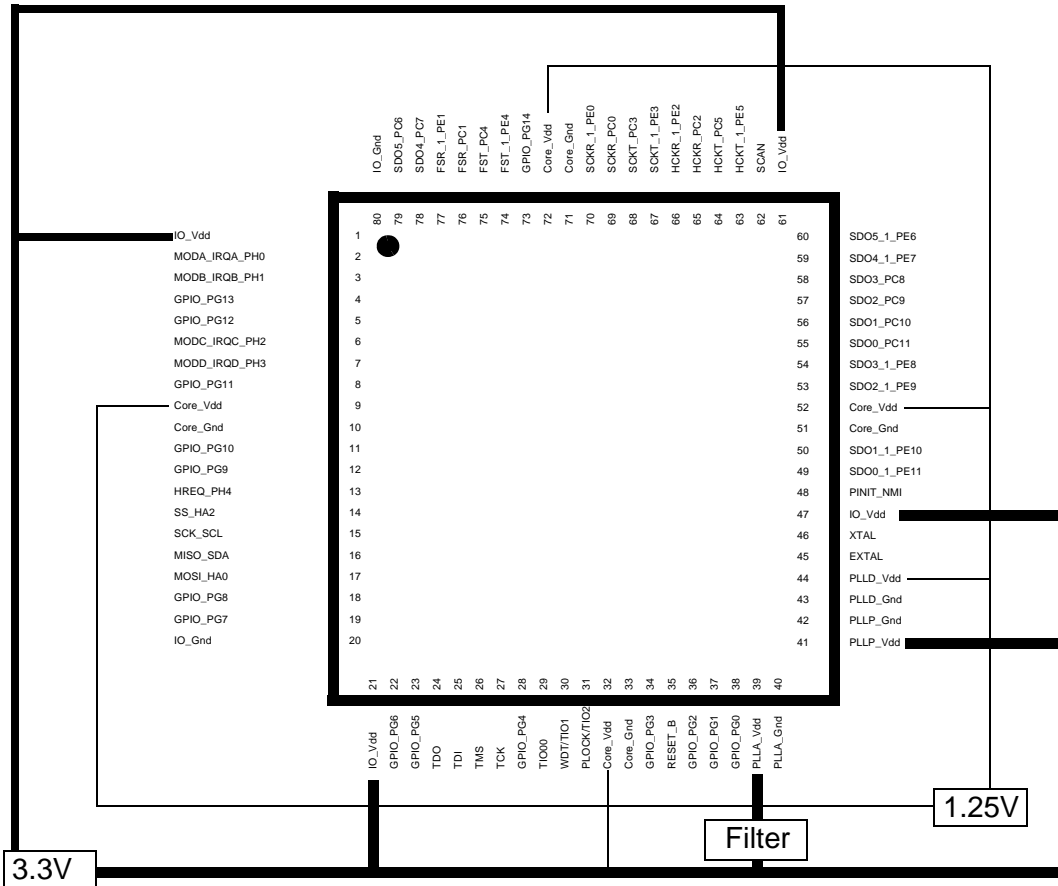 IO_Gnd
SDO5_PC6
SDO4_PC7
FSR_1_PE1
FSR_PC1
FST_PC4
FST_1_PE4
GPIO_PG14
Core_Vdd
Core_Gnd
SCKR_1_PE0
SCKR_PC0
SCKT_PC3
SCKT_1_PE3
HCKR_1_PE2
HCKR_PC2
HCKT_PC5
HCKT_1_PE5
SCAN
IO_Vdd
80
79
78
77
76
75
74
73
72
71
70
69
68
67
66
65
64
63
62
61
IO_Vdd 1
MODA_IRQA_PH0 2
MODB_IRQB_PH1 3
GPIO_PG13 4
GPIO_PG12 5
MODC_IRQC_PH2 6
MODD_IRQD_PH3 7
GPIO_PG11 8
Core_Vdd 9
Core_Gnd 10
GPIO_PG10 11
GPIO_PG9 12
HREQ_PH4 13
SS_HA2 14
SCK_SCL 15
MISO_SDA 16
MOSI_HA0 17
GPIO_PG8 18
GPIO_PG7 19
IO_Gnd 20
60 SDO5_1_PE6
59 SDO4_1_PE7
58 SDO3_PC8
57 SDO2_PC9
56 SDO1_PC10
55 SDO0_PC11
54 SDO3_1_PE8
53 SDO2_1_PE9
52 Core_Vdd
51 Core_Gnd
50 SDO1_1_PE10
49 SDO0_1_PE11
48 PINIT_NMI
47 IO_Vdd
46 XTAL
45 EXTAL
44 PLLD_Vdd
43 PLLD_Gnd
42 PLLP_Gnd
41 PLLP_Vdd
21
22
23
24
25
26
27
28
29
30
31
32
33
34
35
36
37
38
39
40
IO_Vdd
GPIO_PG6
GPIO_PG5
TDO
TDI
TMS
TCK
GPIO_PG4
TIO00
WDT/TIO1
PLOCK/TIO2
Core_Vdd
Core_Gnd
GPIO_PG3
RESET_B
GPIO_PG2
GPIO_PG1
GPIO_PG0
PLLA_Vdd
PLLA_Gnd
1.25V
Filter
3.3V